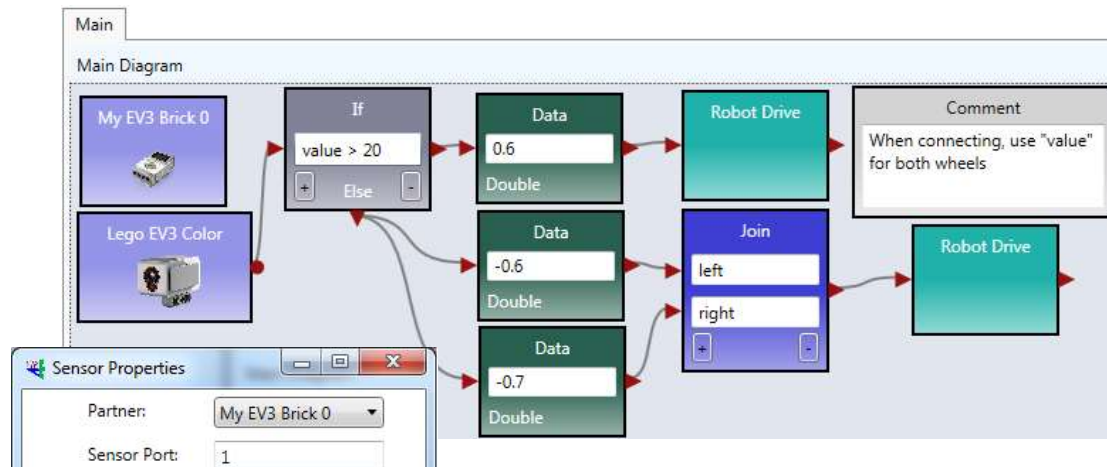 Main
Main Diagram
My EV3 Brick 0
If
value > 20
+ Else -
Data
0.6
Double
Robot Drive
Comment
When connecting, use "value"
for both wheels
Lego EV3 Color
Data
-0.6
Double
Join
left
right
+ -
Robot Drive
Data
-0.7
Double
Sensor Properties
Partner: My EV3 Brick 0
Sensor Port: 1